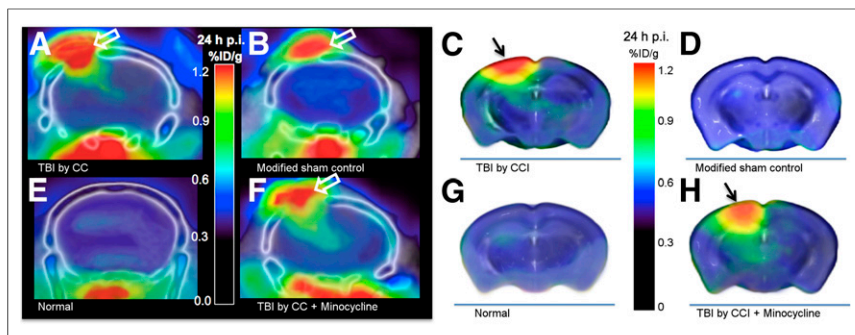 A
B
24 h p.i.
%ID/g
1.2
0.9
0.6
0.3
0.0
TBI by CC
Modified sham control
C
D
24 h p.i.
%ID/g
1.2
0.9
0.6
0.3
0
TBI by CCI
Modified sham control
E
F
Normal
TBI by CC + Minocycline
G
H
Normal
TBI by CCI + Minocycline